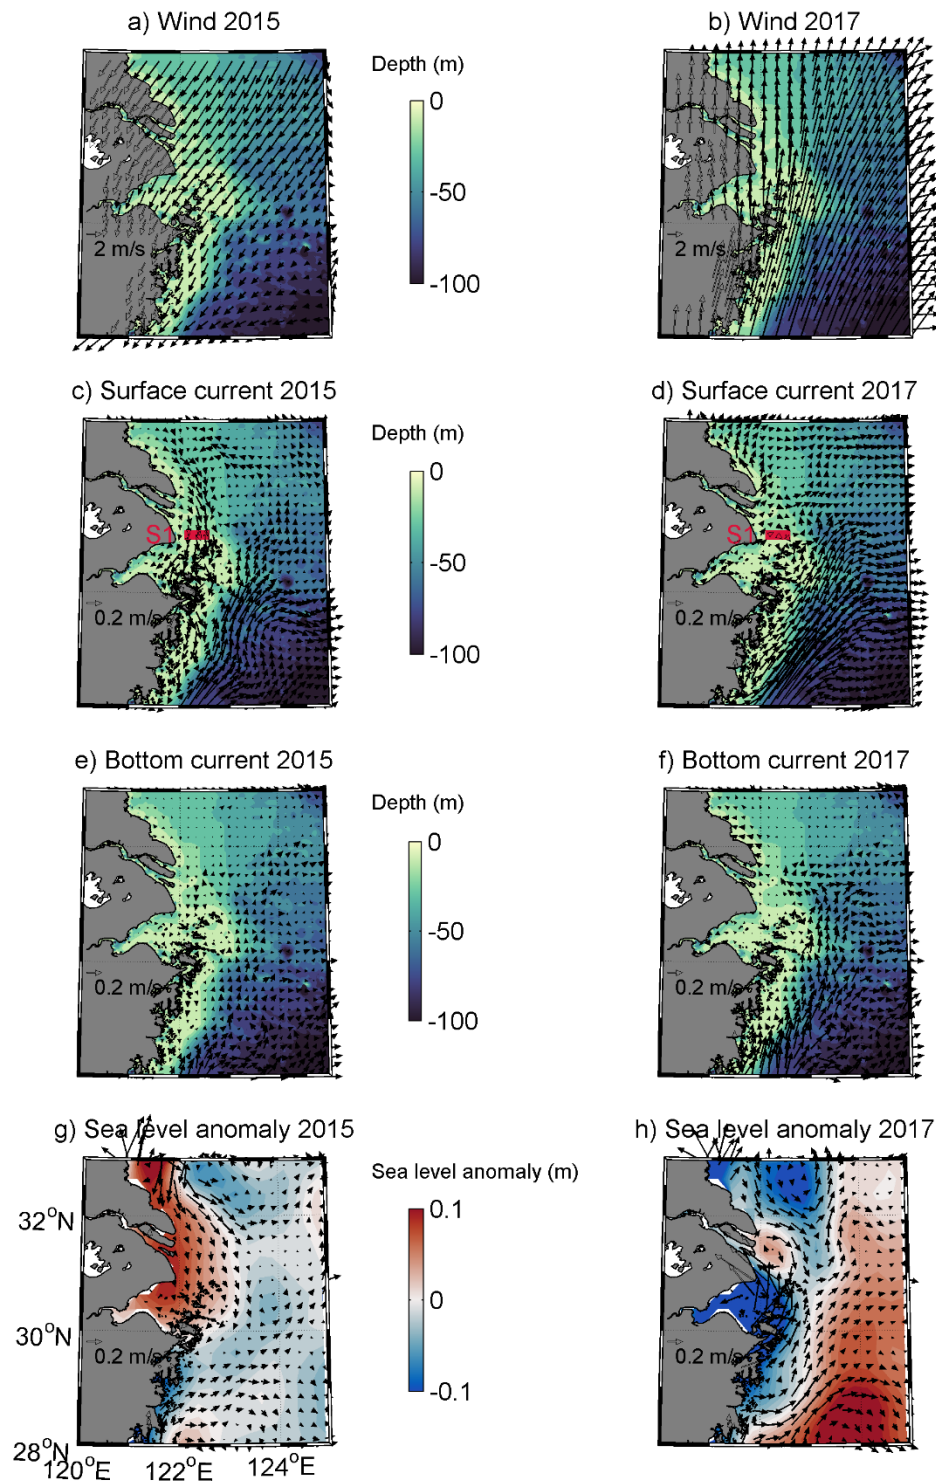 a) Wind 2015
b) Wind 2017
Depth (m)
0
-50
-100
2 m/s
2 m/s
c) Surface current 2015
d) Surface current 2017
Depth (m)
0
-50
-100
S1
S1
0.2 m/s
0.2 m/s
e) Bottom current 2015
f) Bottom current 2017
Depth (m)
0
-50
-100
0.2 m/s
0.2 m/s
g) Sea level anomaly 2015
h) Sea level anomaly 2017
Sea level anomaly (m)
0.1
0
-0.1
32°N
30°N
28°N
0.2 m/s
0.2 m/s
120°E
122°E
124°E